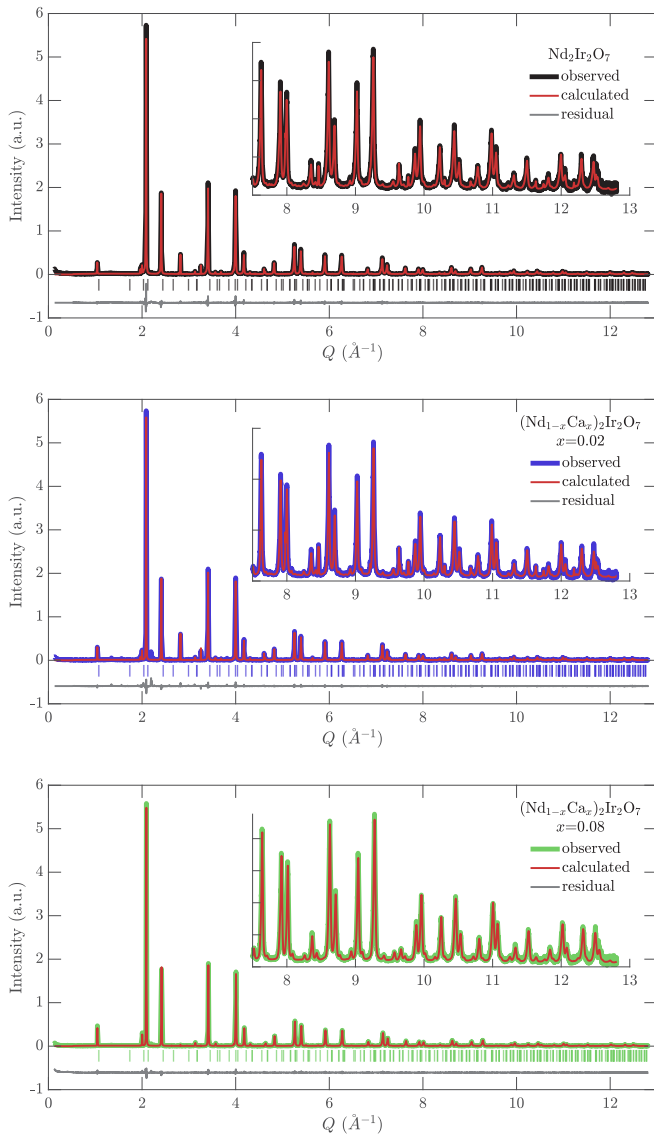 6
5
4
3
2
1
0
-1
Intensity (a.u.)
Nd₂Ir₂O₇
observed
calculated
residual
8 9 10 11 12 13
0 2 4 6 8 10 12
Q (Å⁻¹)
6
5
4
3
2
1
0
-1
Intensity (a.u.)
(Nd₁₋ₓCaₓ)₂Ir₂O₇
x=0.02
observed
calculated
residual
8 9 10 11 12 13
0 2 4 6 8 10 12
Q (Å⁻¹)
6
5
4
3
2
1
0
-1
Intensity (a.u.)
(Nd₁₋ₓCaₓ)₂Ir₂O₇
x=0.08
observed
calculated
residual
8 9 10 11 12 13
0 2 4 6 8 10 12
Q (Å⁻¹)